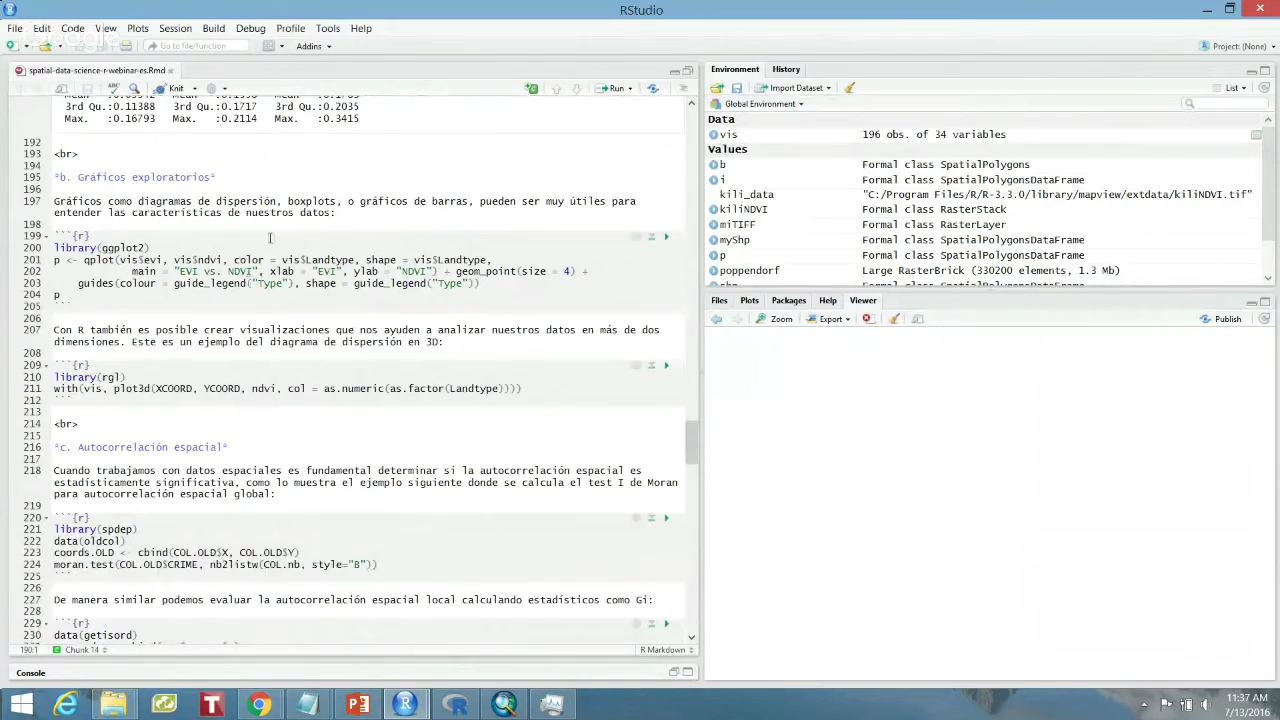 RStudio
File Edit Code View Plots Session Build Debug Profile Tools Help
Go to file/function
Addins
Project: (None)
spatial-data-science-r-webinar-es.Rmd
ABC
Knit
Run
3rd Qu.:0.11388 3rd Qu.:0.1717 3rd Qu.:0.2035
Max. :0.16793 Max. :0.2114 Max. :0.3415
192
193 <br>
194
195 *b. Gráficos exploratorios*
196
197 Gráficos como diagramas de dispersión, boxplots, o gráficos de barras, pueden ser muy útiles para
entender las características de nuestros datos:
198
199 ```{r}
200 library(ggplot2)
201 p <- qplot(vis$evi, vis$ndvi, color = vis$Landtype, shape = vis$Landtype,
202 main = "EVI vs. NDVI", xlab = "EVI", ylab = "NDVI") + geom_point(size = 4) +
203 guides(colour = guide_legend("Type"), shape = guide_legend("Type"))
204 p
205 ```
206
207 Con R también es posible crear visualizaciones que nos ayuden a analizar nuestros datos en más de dos
dimensiones. Este es un ejemplo del diagrama de dispersión en 3D:
208
209 ```{r}
210 library(rgl)
211 with(vis, plot3d(XCOORD, YCOORD, ndvi, col = as.numeric(as.factor(Landtype))))
212 ```
213
214 <br>
215
216 *c. Autocorrelación espacial*
217
218 Cuando trabajamos con datos espaciales es fundamental determinar si la autocorrelación espacial es
estadísticamente significativa, como lo muestra el ejemplo siguiente donde se calcula el test I de Moran
para autocorrelación espacial global:
219
220 ```{r}
221 library(spdep)
222 data(oldcol)
223 coords.OLD <- cbind(COL.OLD$X, COL.OLD$Y)
224 moran.test(COL.OLD$CRIME, nb2listw(COL.nb, style="B"))
225 ```
226
227 De manera similar podemos evaluar la autocorrelación espacial local calculando estadísticos como Gi:
228
229 ```{r}
230 data(getisord)
190:1 Chunk 14 R Markdown
Console
Environment History
Import Dataset List
Global Environment
Data
vis 196 obs. of 34 variables
Values
b Formal class SpatialPolygons
i Formal class SpatialPolygonsDataFrame
kili_data "C:/Program Files/R/R-3.3.0/library/mapview/extdata/kiliNDVI.tif"
kiliNDVI Formal class RasterStack
miTIFF Formal class RasterLayer
myShp Formal class SpatialPolygonsDataFrame
p Formal class SpatialPolygonsDataFrame
poppendorf Large RasterBrick (330200 elements, 1.3 Mb)
Files Plots Packages Help Viewer
Zoom Export Publish
11:37 AM
7/13/2016